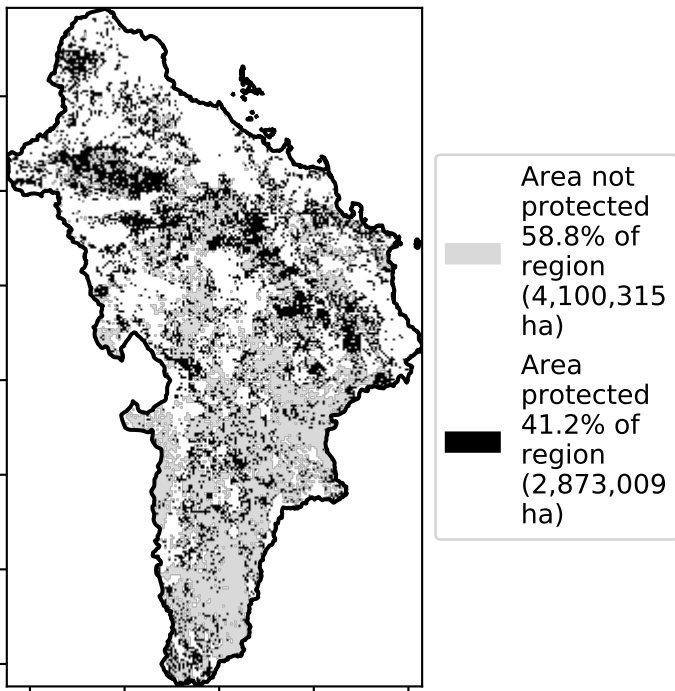 Area not
protected
58.8% of
region
(4,100,315
ha)
Area
protected
41.2% of
region
(2,873,009
ha)